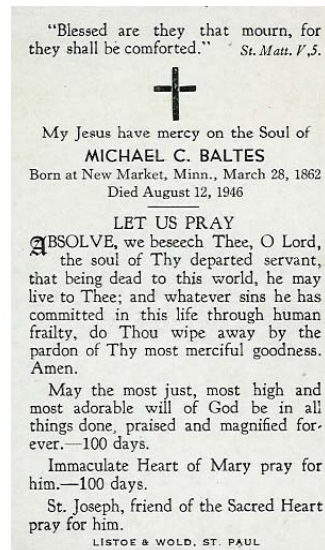 "Blessed are they that mourn, for
they shall be comforted." St. Matt. V,5.
My Jesus have mercy on the Soul of
MICHAEL C. BALTES
Born at New Market, Minn., March 28, 1862
Died August 12, 1946
LET US PRAY
ABSOLVE, we beseech Thee, O Lord,
the soul of Thy departed servant,
that being dead to this world, he may
live to Thee; and whatever sins he has
committed in this life through human
frailty, do Thou wipe away by the
pardon of Thy most merciful goodness.
Amen.
May the most just, most high and
most adorable will of God be in all
things done, praised and magnified for-
ever.—100 days.
Immaculate Heart of Mary pray for
him.—100 days.
St. Joseph, friend of the Sacred Heart
pray for him.
LISTOE & WOLD, ST. PAUL